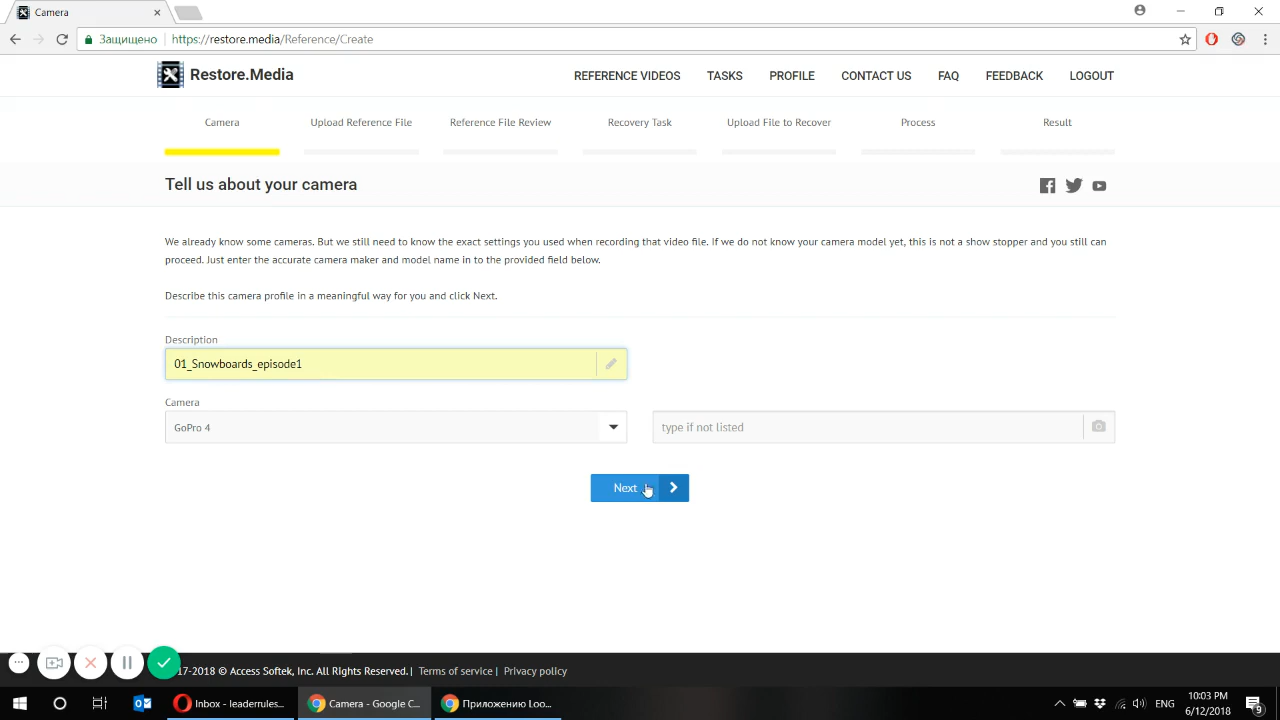 Camera
Защищено
https://restore.media/Reference/Create
Restore.Media
REFERENCE VIDEOS
TASKS
PROFILE
CONTACT US
FAQ
FEEDBACK
LOGOUT
Camera
Upload Reference File
Reference File Review
Recovery Task
Upload File to Recover
Process
Result
Tell us about your camera
We already know some cameras. But we still need to know the exact settings you used when recording that video file. If we do not know your camera model yet, this is not a show stopper and you still can
proceed. Just enter the accurate camera maker and model name in to the provided field below.
Describe this camera profile in a meaningful way for you and click Next.
Description
01_Snowboards_episode1
Camera
GoPro 4
type if not listed
Next
17-2018 © Access Softek, Inc. All Rights Reserved. | Terms of service | Privacy policy
Inbox - leaderrules...
Camera - Google C...
Приложению Loo...
ENG
10:03 PM
6/12/2018
9